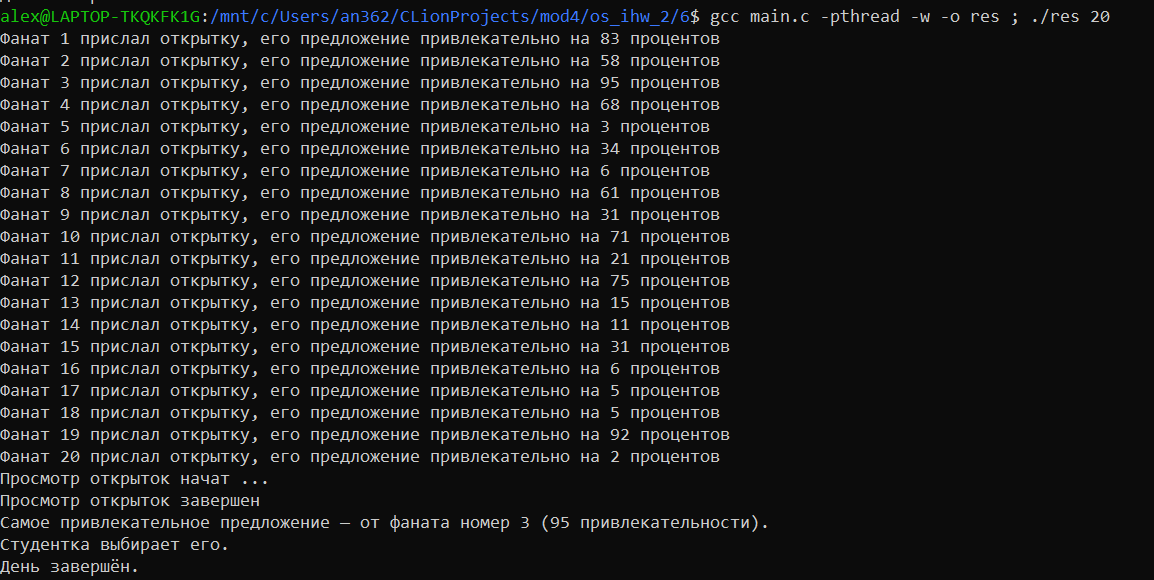 alex@LAPTOP-TKQKFK1G:/mnt/c/Users/an362/CLionProjects/mod4/os_ihw_2/6$ gcc main.c -pthread -w -o res ; ./res 20
Фанат 1 прислал открытку, его предложение привлекательно на 83 процентов
Фанат 2 прислал открытку, его предложение привлекательно на 58 процентов
Фанат 3 прислал открытку, его предложение привлекательно на 95 процентов
Фанат 4 прислал открытку, его предложение привлекательно на 68 процентов
Фанат 5 прислал открытку, его предложение привлекательно на 3 процентов
Фанат 6 прислал открытку, его предложение привлекательно на 34 процентов
Фанат 7 прислал открытку, его предложение привлекательно на 6 процентов
Фанат 8 прислал открытку, его предложение привлекательно на 61 процентов
Фанат 9 прислал открытку, его предложение привлекательно на 31 процентов
Фанат 10 прислал открытку, его предложение привлекательно на 71 процентов
Фанат 11 прислал открытку, его предложение привлекательно на 21 процентов
Фанат 12 прислал открытку, его предложение привлекательно на 75 процентов
Фанат 13 прислал открытку, его предложение привлекательно на 15 процентов
Фанат 14 прислал открытку, его предложение привлекательно на 11 процентов
Фанат 15 прислал открытку, его предложение привлекательно на 31 процентов
Фанат 16 прислал открытку, его предложение привлекательно на 6 процентов
Фанат 17 прислал открытку, его предложение привлекательно на 5 процентов
Фанат 18 прислал открытку, его предложение привлекательно на 5 процентов
Фанат 19 прислал открытку, его предложение привлекательно на 92 процентов
Фанат 20 прислал открытку, его предложение привлекательно на 2 процентов
Просмотр открыток начат ...
Просмотр открыток завершен
Самое привлекательное предложение — от фаната номер 3 (95 привлекательности).
Студентка выбирает его.
День завершён.